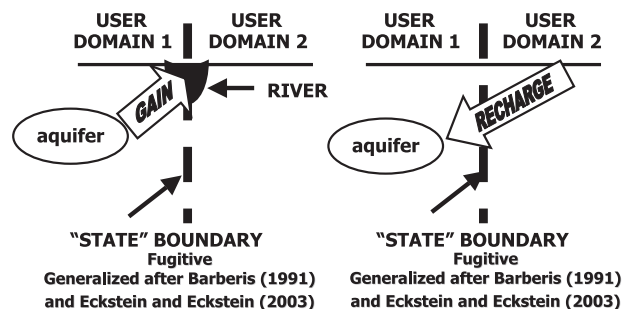 USER DOMAIN 1
USER DOMAIN 2
GAIN
RIVER
aquifer
"STATE" BOUNDARY
Fugitive
Generalized after Barberis (1991)
and Eckstein and Eckstein (2003)
USER DOMAIN 1
USER DOMAIN 2
RECHARGE
aquifer
"STATE" BOUNDARY
Fugitive
Generalized after Barberis (1991)
and Eckstein and Eckstein (2003)